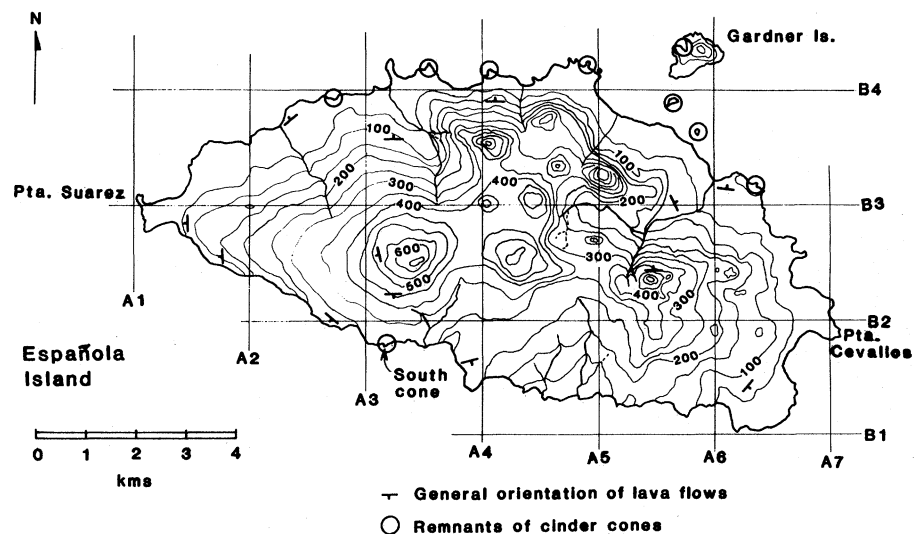 N
Gardner Is.
B4
100
100
200
300
400
400
200
Pta. Suarez
B3
600
500
300
400
300
A1
B2
Pta.
Cevalles
Española
Island
A2
200
100
South
cone
A3
B1
A4
A5
A6
A7
0 1 2 3 4
kms
General orientation of lava flows
Remnants of cinder cones